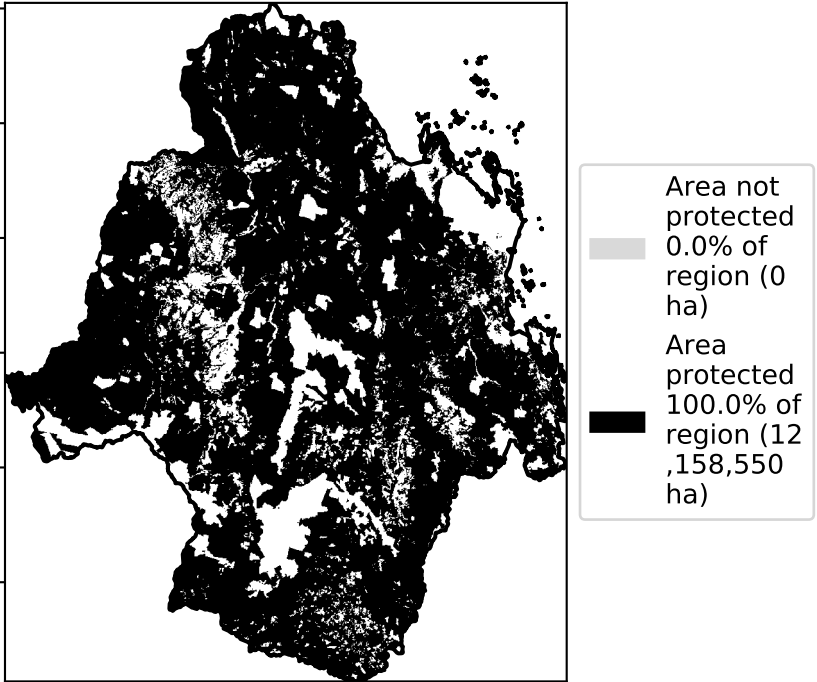 Area not
protected
0.0% of
region (0
ha)
Area
protected
100.0% of
region (12
,158,550
ha)